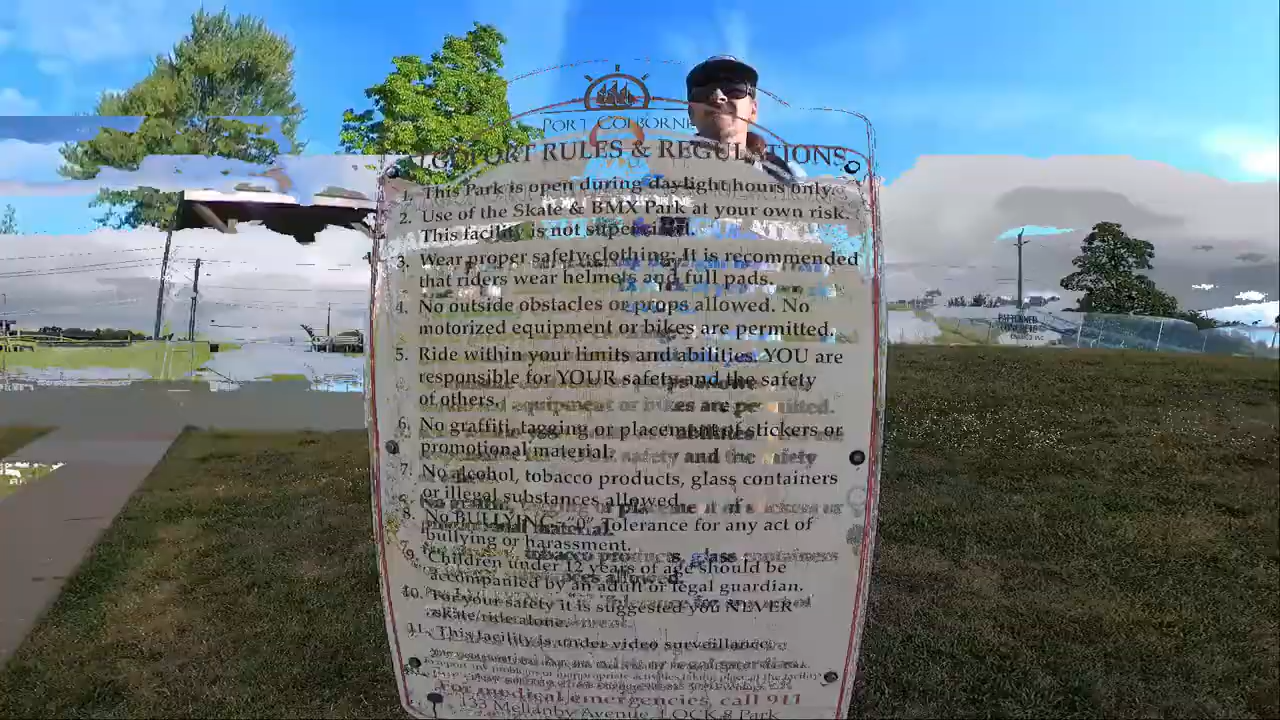 PORT COLBORNE
RULES & REGULATIONS
1. This Park is open during daylight hours only.
2. Use of the Skate & BMX Park at your own risk.
This facility is not supervised.
3. Wear proper safety clothing. It is recommended
that riders wear helmets and full pads.
4. No outside obstacles or props allowed. No
motorized equipment or bikes are permitted.
5. Ride within your limits and abilities. YOU are
responsible for YOUR safety and the safety
of others.
6. No graffiti, tagging or placement of stickers or
promotional material.
7. No alcohol, tobacco products, glass containers
or illegal substances allowed.
8. No BULLYING - "0" Tolerance for any act of
bullying or harassment.
9. Children under 12 years of age should be
accompanied by an adult or legal guardian.
10. For your safety it is suggested you NEVER
skate/ride alone.
11. This facility is under video surveillance.
For medical emergencies, call 911
133 Mellanby Avenue, LOCK 8 Park